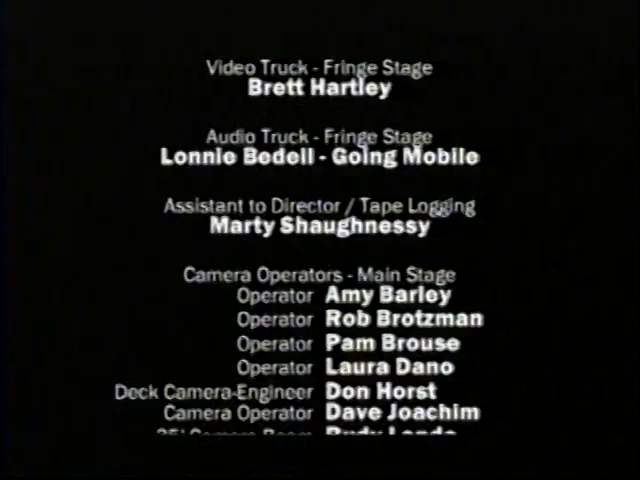 Video Truck - Fringe Stage
Brett Hartley
Audio Truck - Fringe Stage
Lonnie Bedell - Going Mobile
Assistant to Director / Tape Logging
Marty Shaughnessy
Camera Operators - Main Stage
Operator Amy Barley
Operator Rob Brotzman
Operator Pam Brouse
Operator Laura Dano
Deck Camera-Engineer Don Horst
Camera Operator Dave Joachim